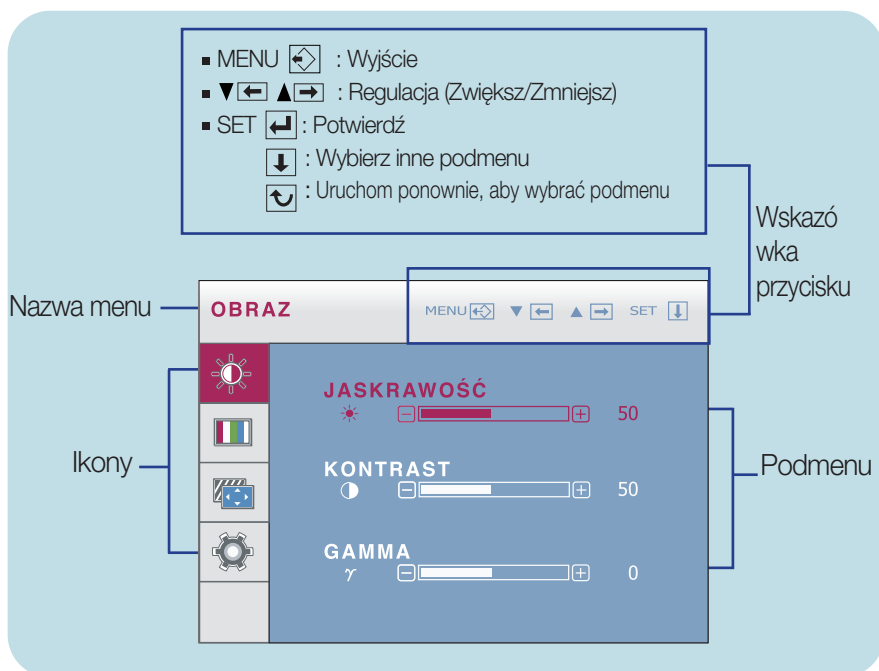 MENU : Wyjście
▼ ▲ : Regulacja (Zwiększ/Zmniejsz)
SET : Potwierdź
: Wybierz inne podmenu
: Uruchom ponownie, aby wybrać podmenu
Wskazó
wka
przycisku
Nazwa menu
OBRAZ MENU ▼ ▲ SET
Ikony
JASKRAWOŚĆ
50
KONTRAST
50
GAMMA
γ 0
Podmenu